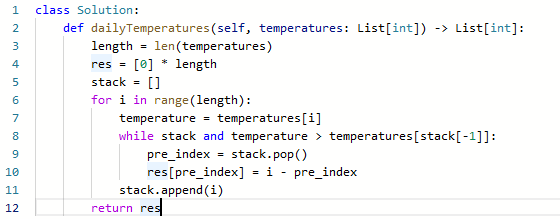 1 class Solution:
2     def dailyTemperatures(self, temperatures: List[int]) -> List[int]:
3         length = len(temperatures)
4         res = [0] * length
5         stack = []
6         for i in range(length):
7             temperature = temperatures[i]
8             while stack and temperature > temperatures[stack[-1]]:
9                 pre_index = stack.pop()
10                 res[pre_index] = i - pre_index
11             stack.append(i)
12         return res